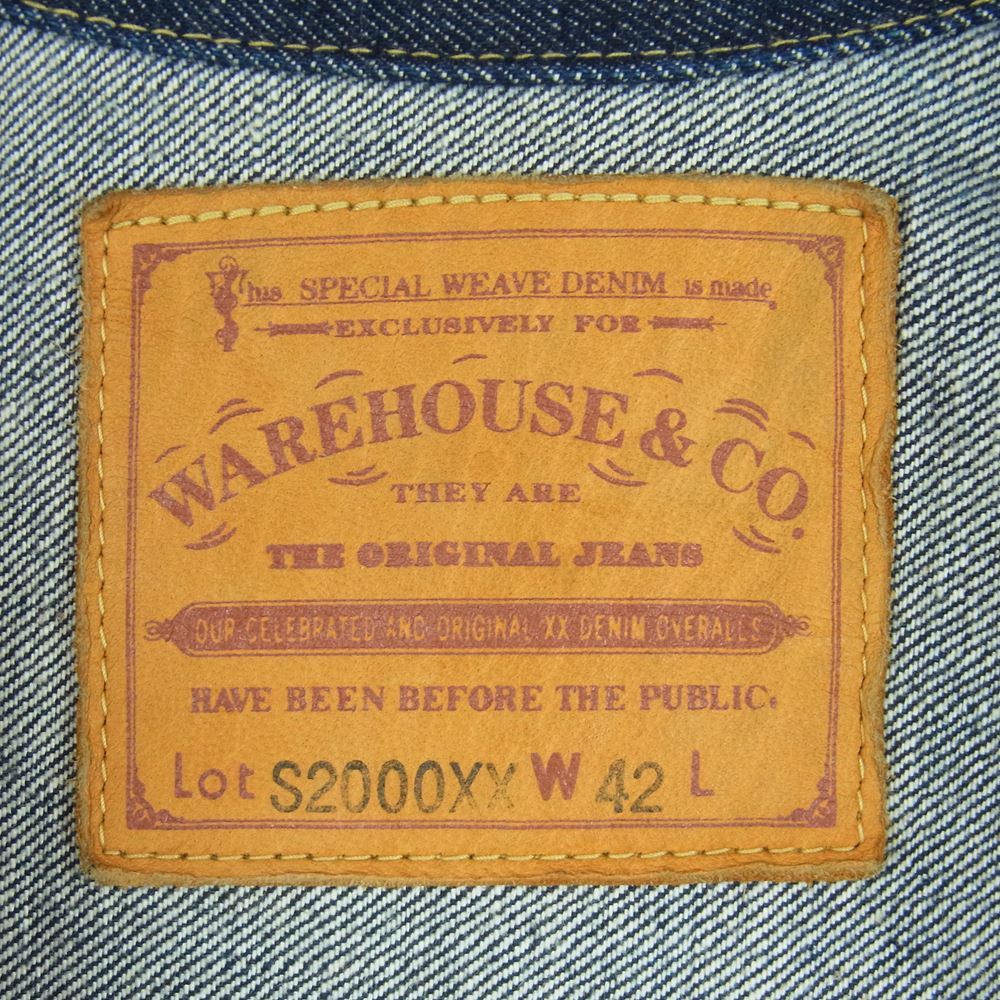 This SPECIAL WEAVE DENIM is made
EXCLUSIVELY FOR
WAREHOUSE & CO.
THEY ARE
THE ORIGINAL JEANS
OUR CELEBRATED AND ORIGINAL XX DENIM OVERALLS
HAVE BEEN BEFORE THE PUBLIC.
Lot S2000XX W 42 L